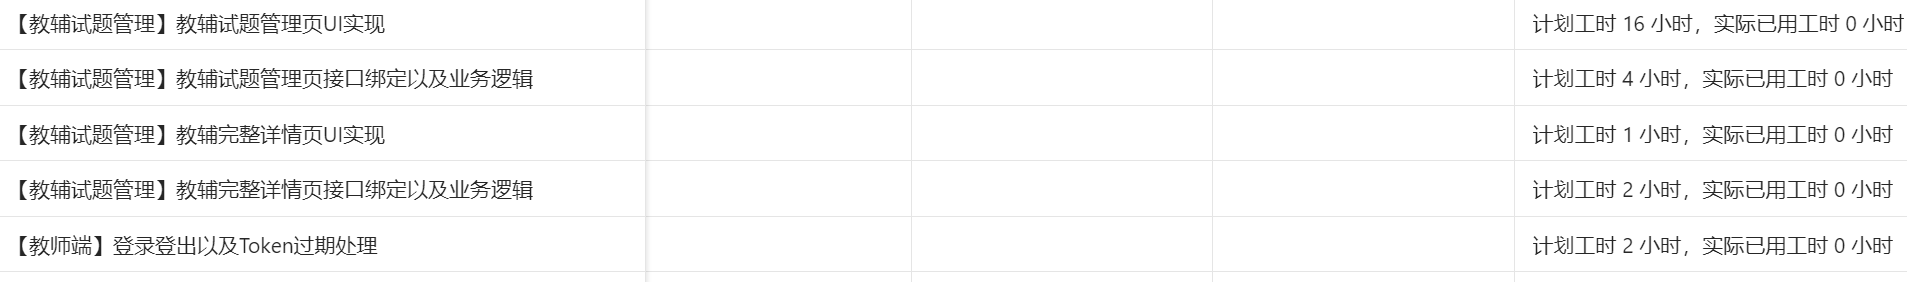 【教辅试题管理】教辅试题管理页UI实现 计划工时 16 小时，实际已用工时 0 小时
【教辅试题管理】教辅试题管理页接口绑定以及业务逻辑 计划工时 4 小时，实际已用工时 0 小时
【教辅试题管理】教辅完整详情页UI实现 计划工时 1 小时，实际已用工时 0 小时
【教辅试题管理】教辅完整详情页接口绑定以及业务逻辑 计划工时 2 小时，实际已用工时 0 小时
【教师端】登录登出以及Token过期处理 计划工时 2 小时，实际已用工时 0 小时